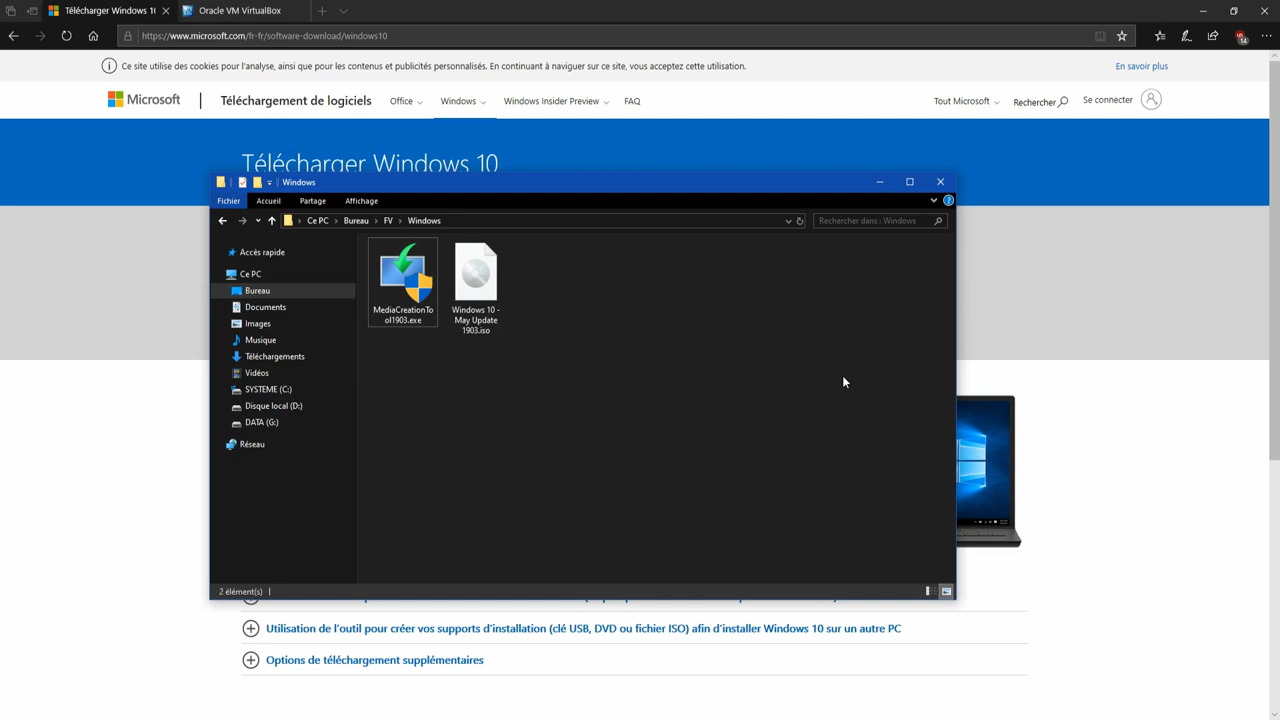 Télécharger Windows 10
Oracle VM VirtualBox
https://www.microsoft.com/fr-fr/software-download/windows10
14
Ce site utilise des cookies pour l'analyse, ainsi que pour les contenus et publicités personnalisés. En continuant à naviguer sur ce site, vous acceptez cette utilisation.
En savoir plus
Microsoft
Téléchargement de logiciels
Office
Windows
Windows Insider Preview
FAQ
Tout Microsoft
Rechercher
Se connecter
Télécharger Windows 10
Windows
Fichier
Accueil
Partage
Affichage
Ce PC
Bureau
FV
Windows
Rechercher dans : Windows
Accès rapide
Ce PC
Bureau
Documents
Images
Musique
Téléchargements
Vidéos
SYSTEME (C:)
Disque local (D:)
DATA (G:)
Réseau
MediaCreationTo
ol1903.exe
Windows 10 -
May Update
1903.iso
2 élément(s)
Utilisation de l'outil pour créer vos supports d'installation (clé USB, DVD ou fichier ISO) afin d'installer Windows 10 sur un autre PC
Options de téléchargement supplémentaires